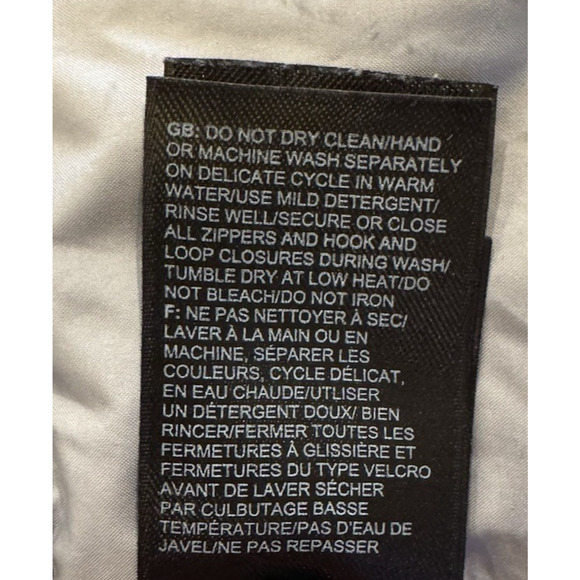 GB: DO NOT DRY CLEAN/HAND
OR MACHINE WASH SEPARATELY
ON DELICATE CYCLE IN WARM
WATER/USE MILD DETERGENT/
RINSE WELL/SECURE OR CLOSE
ALL ZIPPERS AND HOOK AND
LOOP CLOSURES DURING WASH/
TUMBLE DRY AT LOW HEAT/DO
NOT BLEACH/DO NOT IRON
F: NE PAS NETTOYER À SEC/
LAVER À LA MAIN OU EN
MACHINE, SÉPARER LES
COULEURS, CYCLE DÉLICAT,
EN EAU CHAUDE/UTLISER
UN DÉTERGENT DOUX/ BIEN
RINCER/FERMER TOUTES LES
FERMETURES À GLISSIÈRE ET
FERMETURES DU TYPE VELCRO
AVANT DE LAVER SÉCHER
PAR CULBUTAGE BASSE
TEMPÉRATURE/PAS D'EAU DE
JAVEL/NE PAS REPASSER